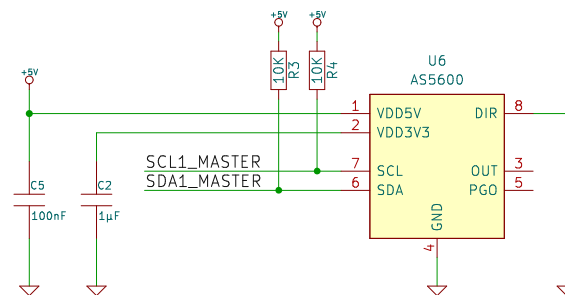 +5V
+5V
+5V
10K
R3
10K
R4
U6
AS5600
1
VDD5V
DIR
8
2
VDD3V3
SCL1_MASTER
7
SCL
OUT
3
SDA1_MASTER
6
SDA
PGO
5
C5
100nF
C2
1µF
GND
4